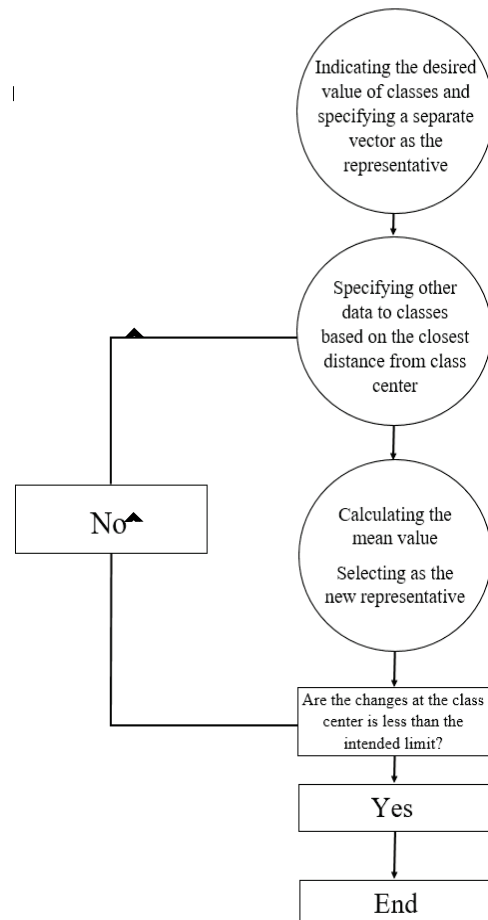 Indicating the desired
value of classes and
specifying a separate
vector as the
representative
Specifying other
data to classes
based on the closest
distance from class
center
No
Calculating the
mean value
Selecting as the
new representative
Are the changes at the class
center is less than the
intended limit?
Yes
End